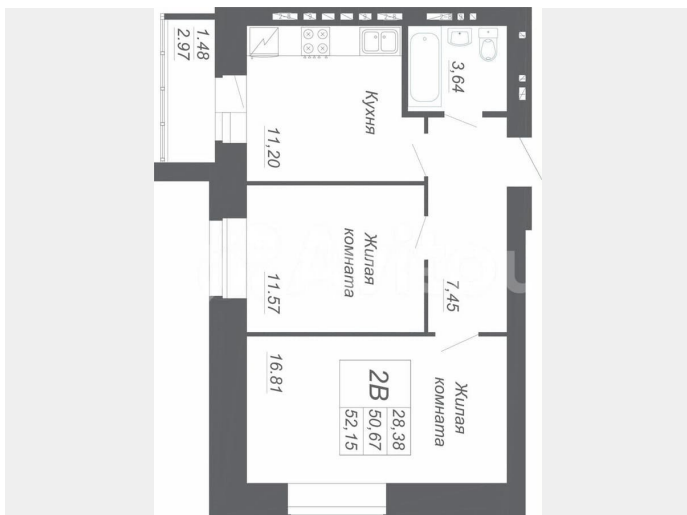 1.48
2.97
3,64
Кухня
11,20
Жилая
комната
11.57
7,45
Жилая
комната
16.81
2В
28,38
50,67
52,15